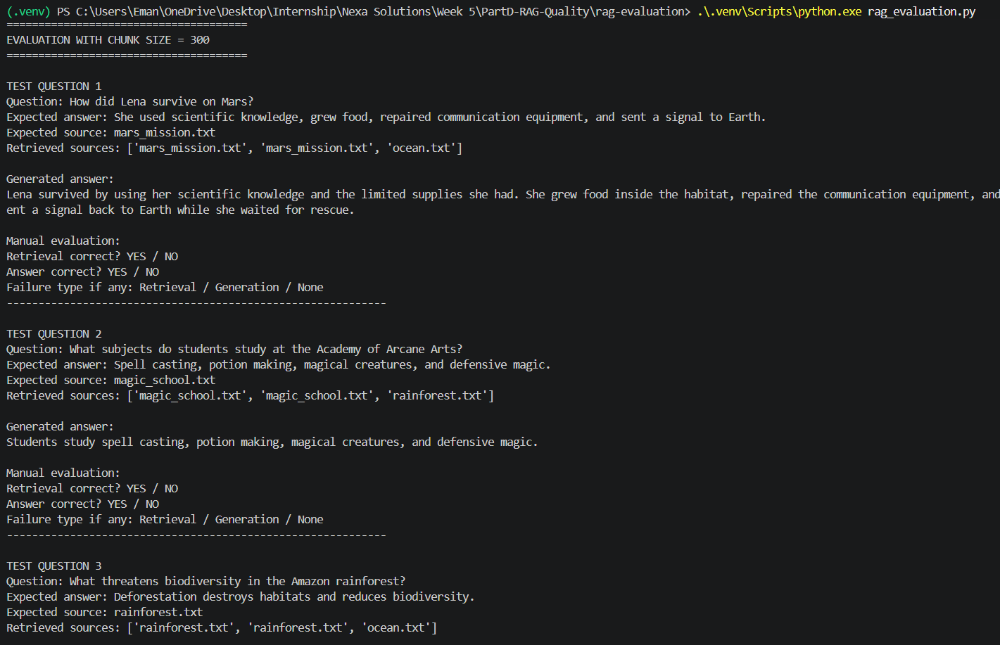 (.venv) PS C:\Users\Eman\OneDrive\Desktop\Internship\Nexa Solutions\Week 5\PartD-RAG-Quality\rag-evaluation> .\.venv\Scripts\python.exe rag_evaluation.py
======================================
EVALUATION WITH CHUNK SIZE = 300
======================================
TEST QUESTION 1
Question: How did Lena survive on Mars?
Expected answer: She used scientific knowledge, grew food, repaired communication equipment, and sent a signal to Earth.
Expected source: mars_mission.txt
Retrieved sources: ['mars_mission.txt', 'mars_mission.txt', 'ocean.txt']
Generated answer:
Lena survived by using her scientific knowledge and the limited supplies she had. She grew food inside the habitat, repaired the communication equipment, and
ent a signal back to Earth while she waited for rescue.
Manual evaluation:
Retrieval correct? YES / NO
Answer correct? YES / NO
Failure type if any: Retrieval / Generation / None
------------------------------------------------------------
TEST QUESTION 2
Question: What subjects do students study at the Academy of Arcane Arts?
Expected answer: Spell casting, potion making, magical creatures, and defensive magic.
Expected source: magic_school.txt
Retrieved sources: ['magic_school.txt', 'magic_school.txt', 'rainforest.txt']
Generated answer:
Students study spell casting, potion making, magical creatures, and defensive magic.
Manual evaluation:
Retrieval correct? YES / NO
Answer correct? YES / NO
Failure type if any: Retrieval / Generation / None
------------------------------------------------------------
TEST QUESTION 3
Question: What threatens biodiversity in the Amazon rainforest?
Expected answer: Deforestation destroys habitats and reduces biodiversity.
Expected source: rainforest.txt
Retrieved sources: ['rainforest.txt', 'rainforest.txt', 'ocean.txt']